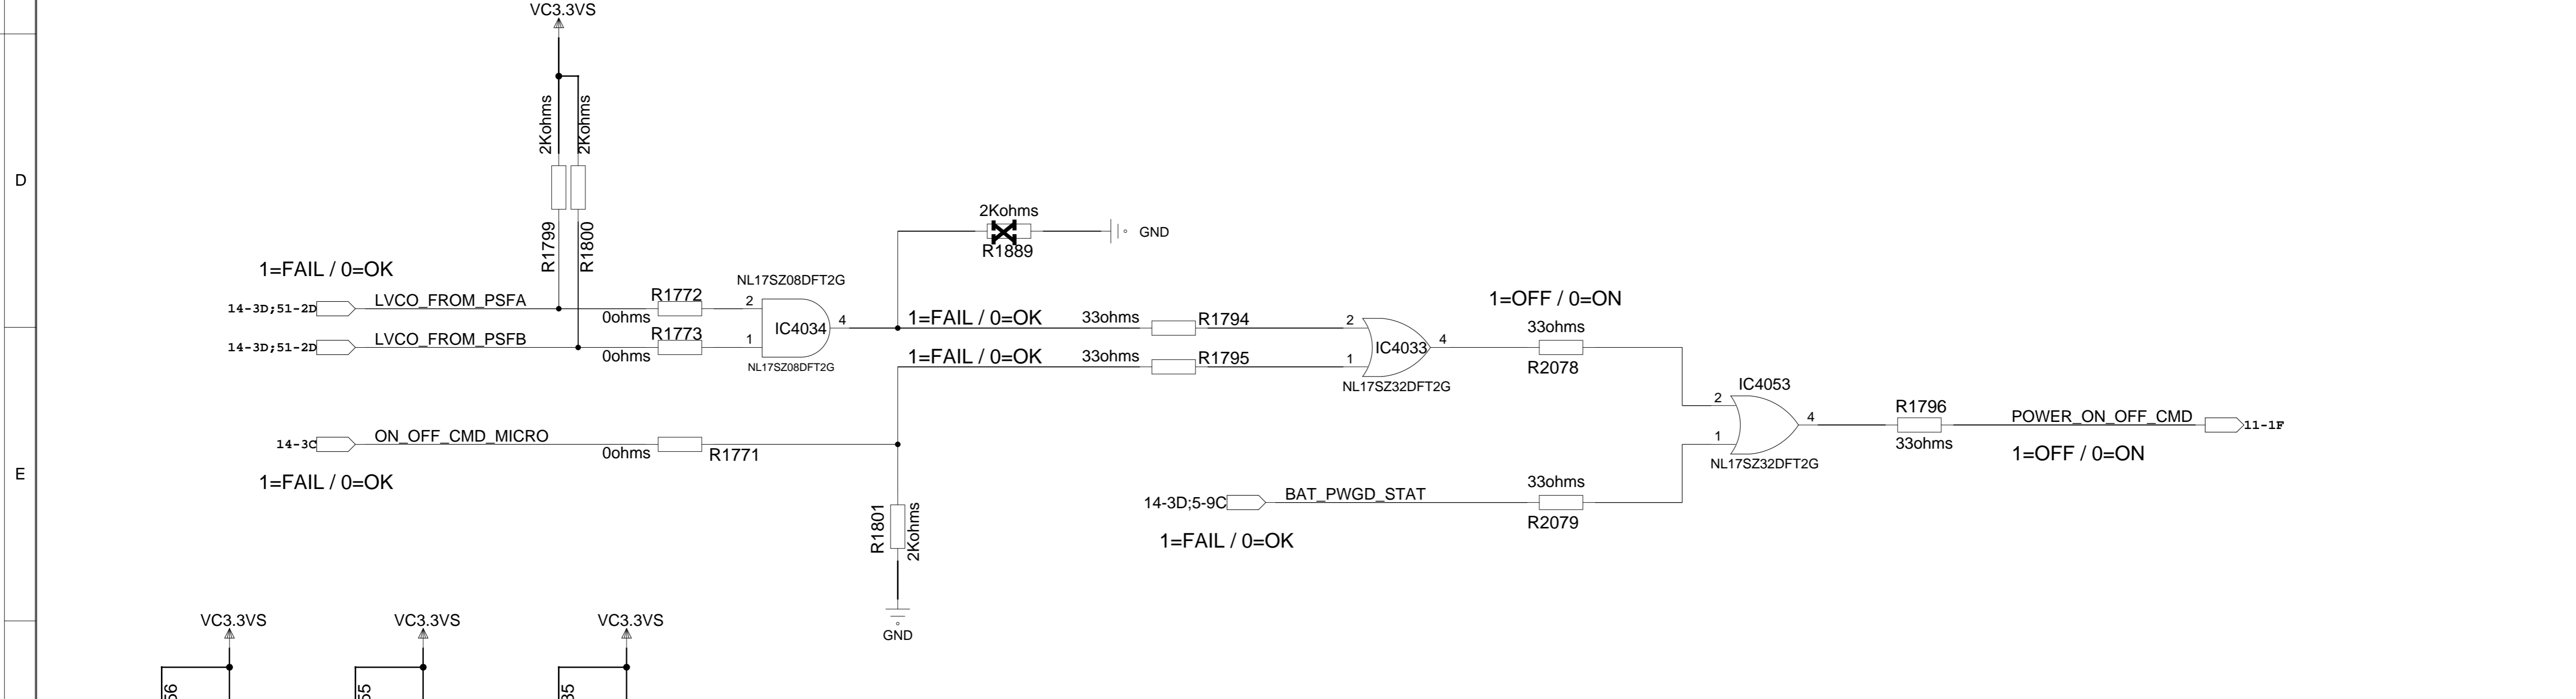 VC3.3VS
2Kohms
2Kohms
D
R1799
R1800
2Kohms
GND
R1889
1=FAIL / 0=OK
NL17SZ08DFT2G
14-3D;51-2D
LVCO_FROM_PSFA
R1772
0ohms
2
IC4034
4
1=FAIL / 0=OK
33ohms
R1794
2
1=OFF / 0=ON
33ohms
14-3D;51-2D
LVCO_FROM_PSFB
R1773
0ohms
1
NL17SZ08DFT2G
1=FAIL / 0=OK
33ohms
R1795
1
IC4033
4
NL17SZ32DFT2G
R2078
IC4053
2
4
R1796
33ohms
POWER_ON_OFF_CMD
11-1F
1=OFF / 0=ON
14-3C
ON_OFF_CMD_MICRO
0ohms
R1771
1
NL17SZ32DFT2G
E
1=FAIL / 0=OK
14-3D;5-9C
BAT_PWGD_STAT
33ohms
R2079
1=FAIL / 0=OK
R1801
2Kohms
GND
VC3.3VS
VC3.3VS
VC3.3VS